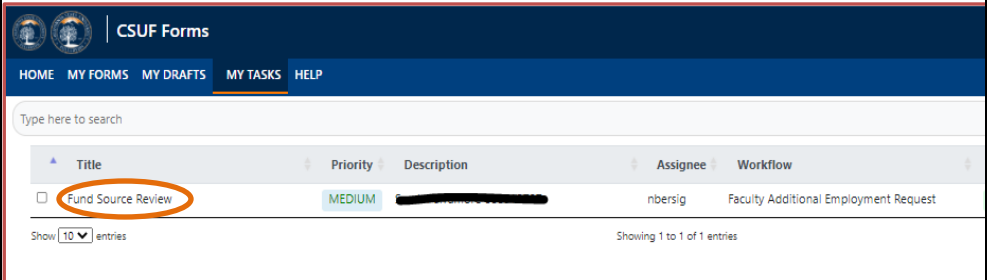 CSUF Forms
HOME MY FORMS MY DRAFTS MY TASKS HELP
Type here to search
Title Priority Description Assignee Workflow
Fund Source Review MEDIUM nbersig Faculty Additional Employment Request
Show 10 entries Showing 1 to 1 of 1 entries